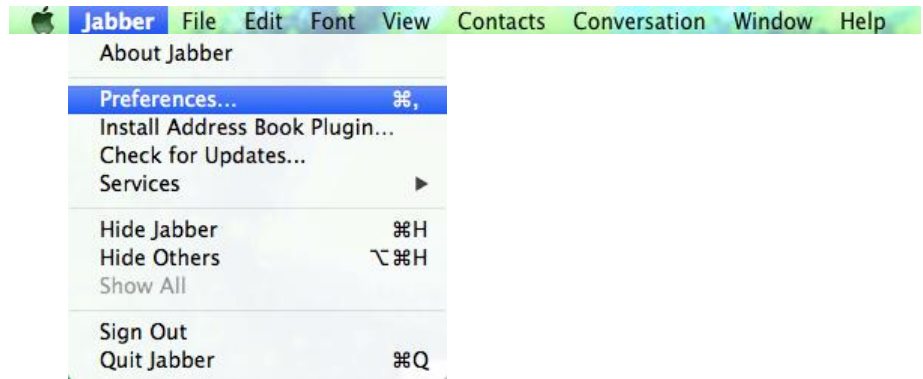 Jabber File Edit Font View Contacts Conversation Window Help
About Jabber
Preferences... ⌘,
Install Address Book Plugin...
Check for Updates...
Services ▶
Hide Jabber ⌘H
Hide Others ⌥⌘H
Show All
Sign Out
Quit Jabber ⌘Q